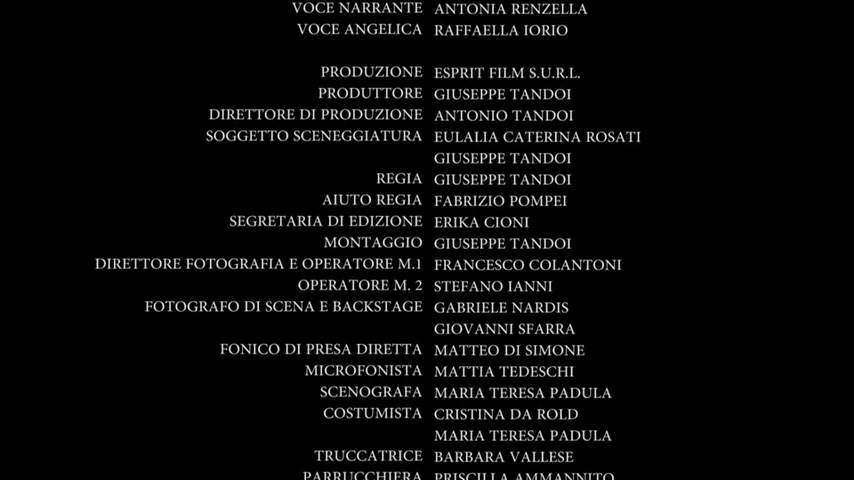 VOCE NARRANTE ANTONIA RENZELLA
VOCE ANGELICA RAFFAELLA IORIO
PRODUZIONE ESPRIT FILM S.U.R.L.
PRODUTTORE GIUSEPPE TANDOI
DIRETTORE DI PRODUZIONE ANTONIO TANDOI
SOGGETTO SCENEGGIATURA EULALIA CATERINA ROSATI
GIUSEPPE TANDOI
REGIA GIUSEPPE TANDOI
AIUTO REGIA FABRIZIO POMPEI
SEGRETARIA DI EDIZIONE ERIKA CIONI
MONTAGGIO GIUSEPPE TANDOI
DIRETTORE FOTOGRAFIA E OPERATORE M.1 FRANCESCO COLANTONI
OPERATORE M. 2 STEFANO IANNI
FOTOGRAFO DI SCENA E BACKSTAGE GABRIELE NARDIS
GIOVANNI SFARRA
FONICO DI PRESA DIRETTA MATTEO DI SIMONE
MICROFONISTA MATTIA TEDESCHI
SCENOGRAFA MARIA TERESA PADULA
COSTUMISTA CRISTINA DA ROLD
MARIA TERESA PADULA
TRUCCATRICE BARBARA VALLESE
PARRUCCHIERA PRISCILLA AMMANNITO